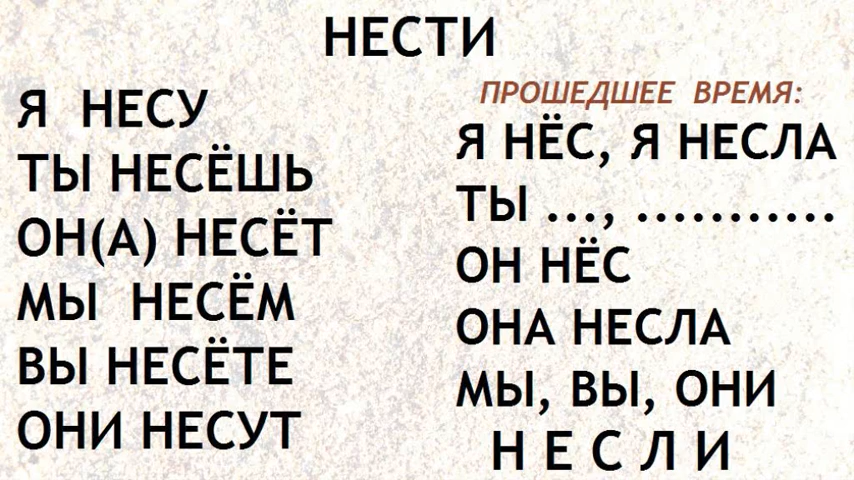 НЕСТИ
Я НЕСУ
ТЫ НЕСЁШЬ
ОН(А) НЕСЁТ
МЫ НЕСЁМ
ВЫ НЕСЁТЕ
ОНИ НЕСУТ
ПРОШЕДШЕЕ ВРЕМЯ:
Я НЁС, Я НЕСЛА
ТЫ ..., ...........
ОН НЁС
ОНА НЕСЛА
МЫ, ВЫ, ОНИ
Н Е С Л И